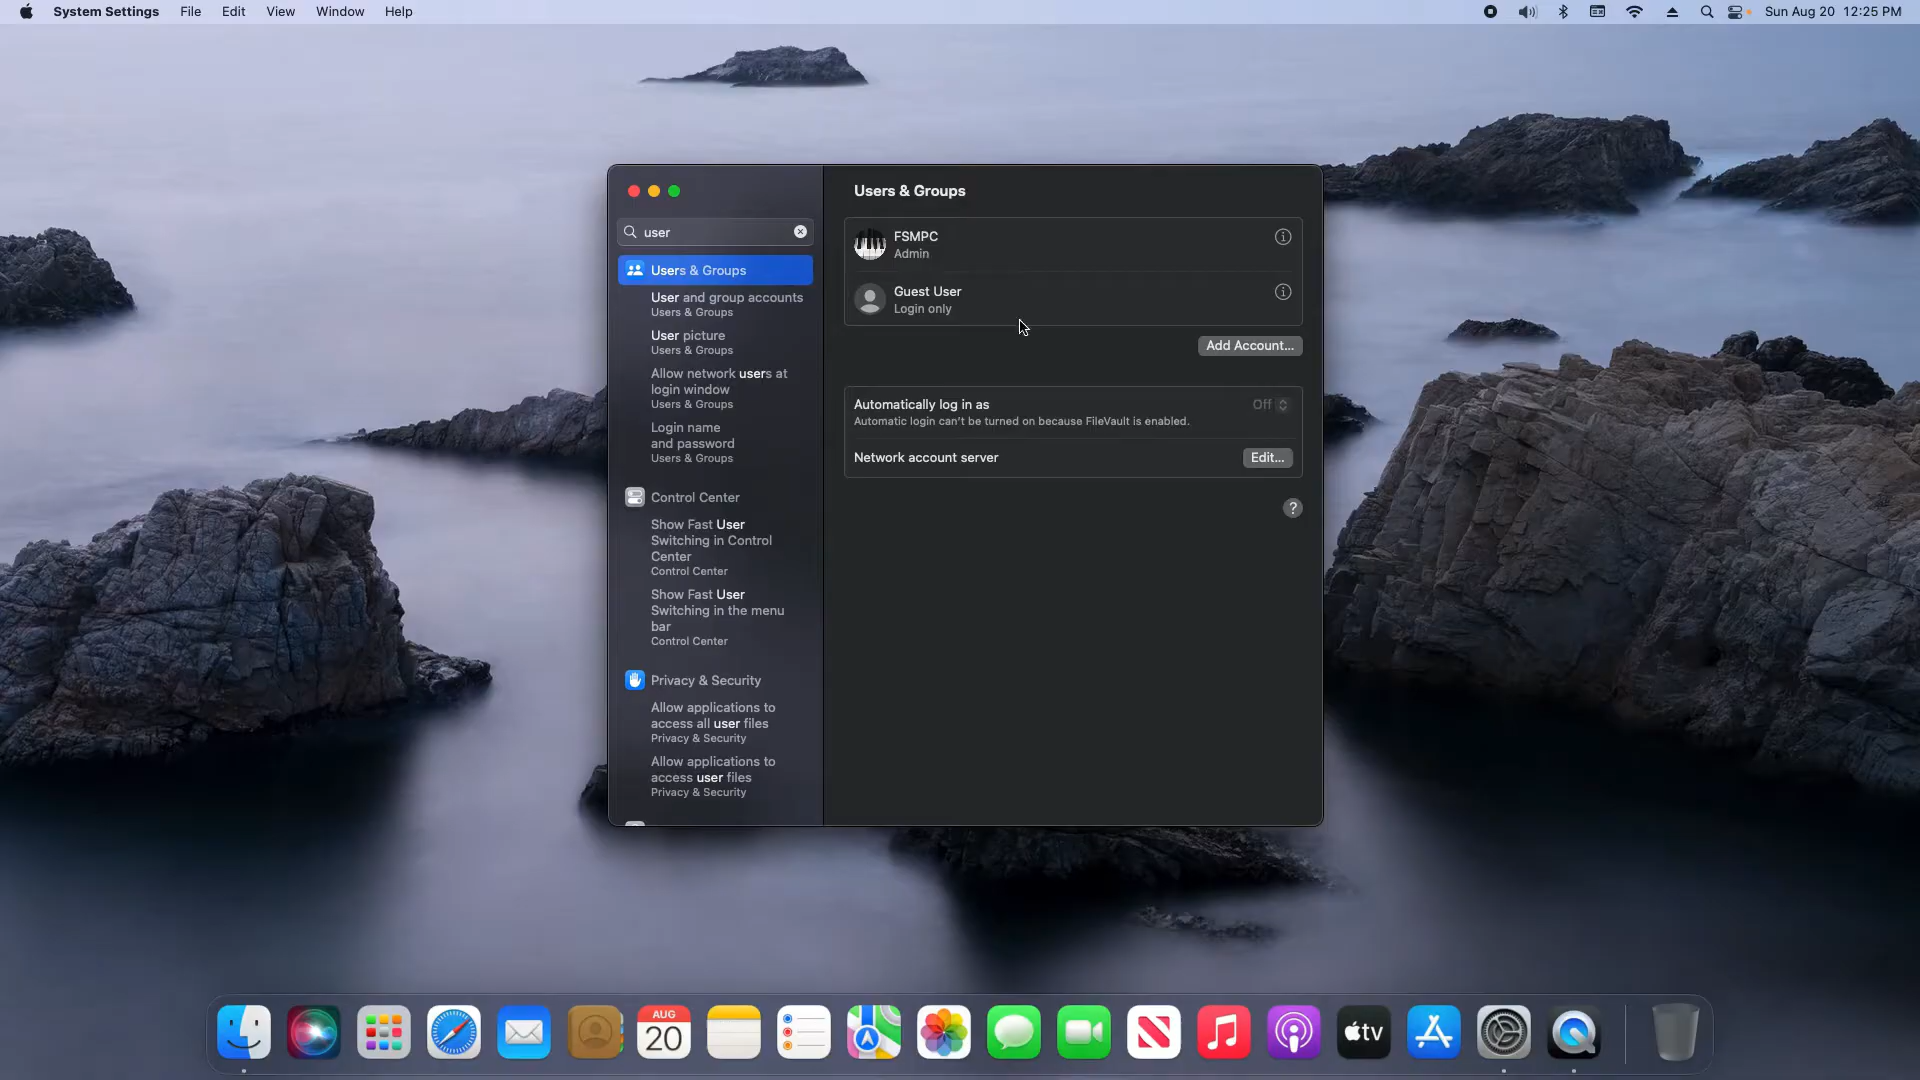 System Settings File Edit View Window Help
Sun Aug 20 12:25 PM
Users & Groups
user
FSMPC
Admin
Guest User
Login only
Add Account...
Automatically log in as
Off
Automatic login can't be turned on because FileVault is enabled.
Network account server
Edit...
?
Users & Groups
User and group accounts
Users & Groups
User picture
Users & Groups
Allow network users at
login window
Users & Groups
Login name
and password
Users & Groups
Control Center
Show Fast User
Switching in Control
Center
Control Center
Show Fast User
Switching in the menu
bar
Control Center
Privacy & Security
Allow applications to
access all user files
Privacy & Security
Allow applications to
access user files
Privacy & Security
AUG
20
tv